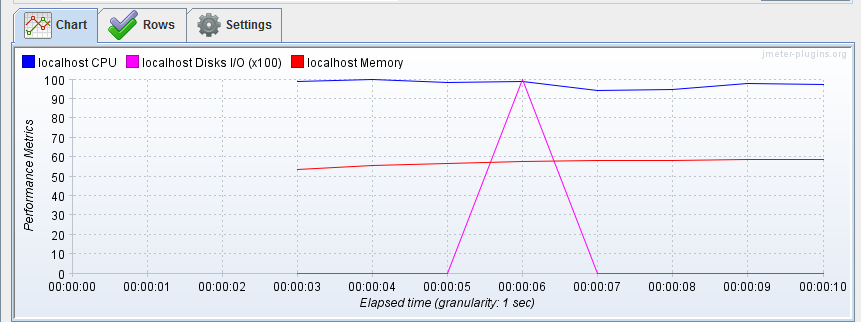 Chart Rows Settings
localhost CPU localhost Disks I/O (x100) localhost Memory
jmeter-plugins.org
100
90
80
70
60
50
40
30
20
10
0
Performance Metrics
00:00:00 00:00:01 00:00:02 00:00:03 00:00:04 00:00:05 00:00:06 00:00:07 00:00:08 00:00:09 00:00:10
Elapsed time (granularity: 1 sec)